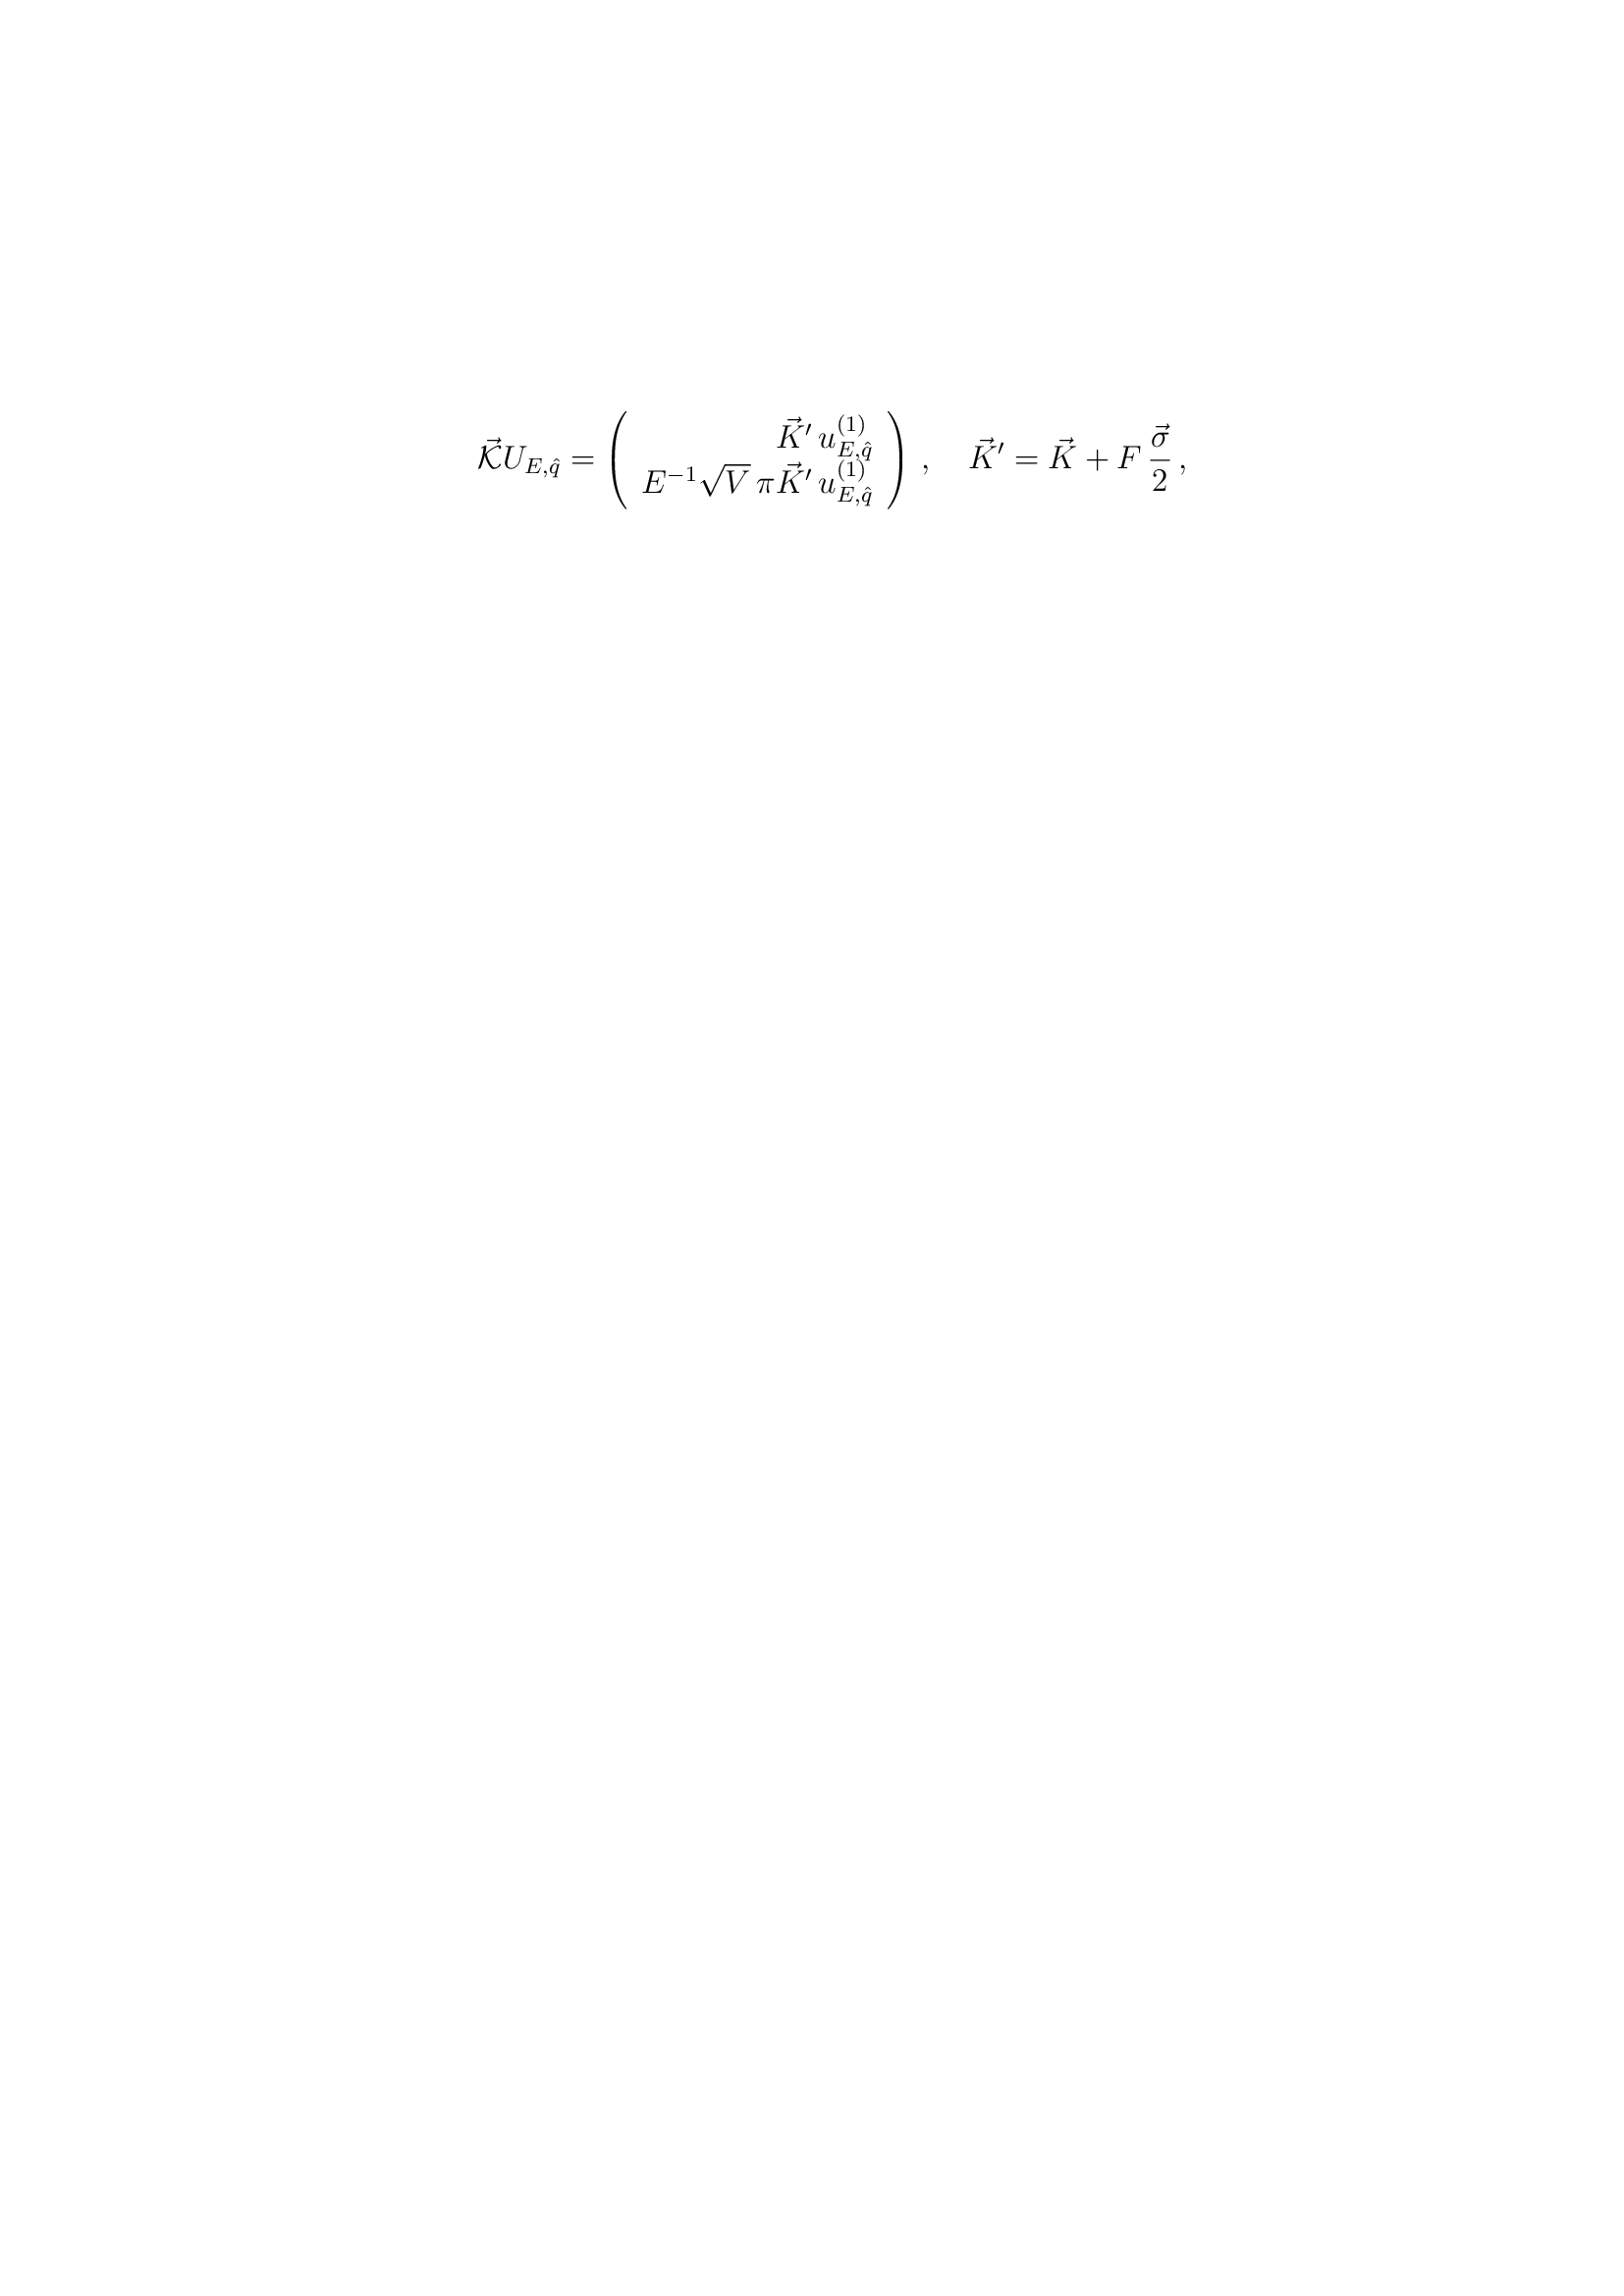 \vec{\mathcal{K}} U_{E,\hat{q}} = \left( \begin{array}{r} \vec{K}' \, u^{(1)}_{E,\hat{q}} \\ E^{-1} \sqrt{V} \, \pi \vec{K}' \, u^{(1)}_{E,\hat{q}} \end{array} \right) \, , \quad \vec{K}' = \vec{K} + F \, \frac{\vec{\sigma}}{2} \, ,